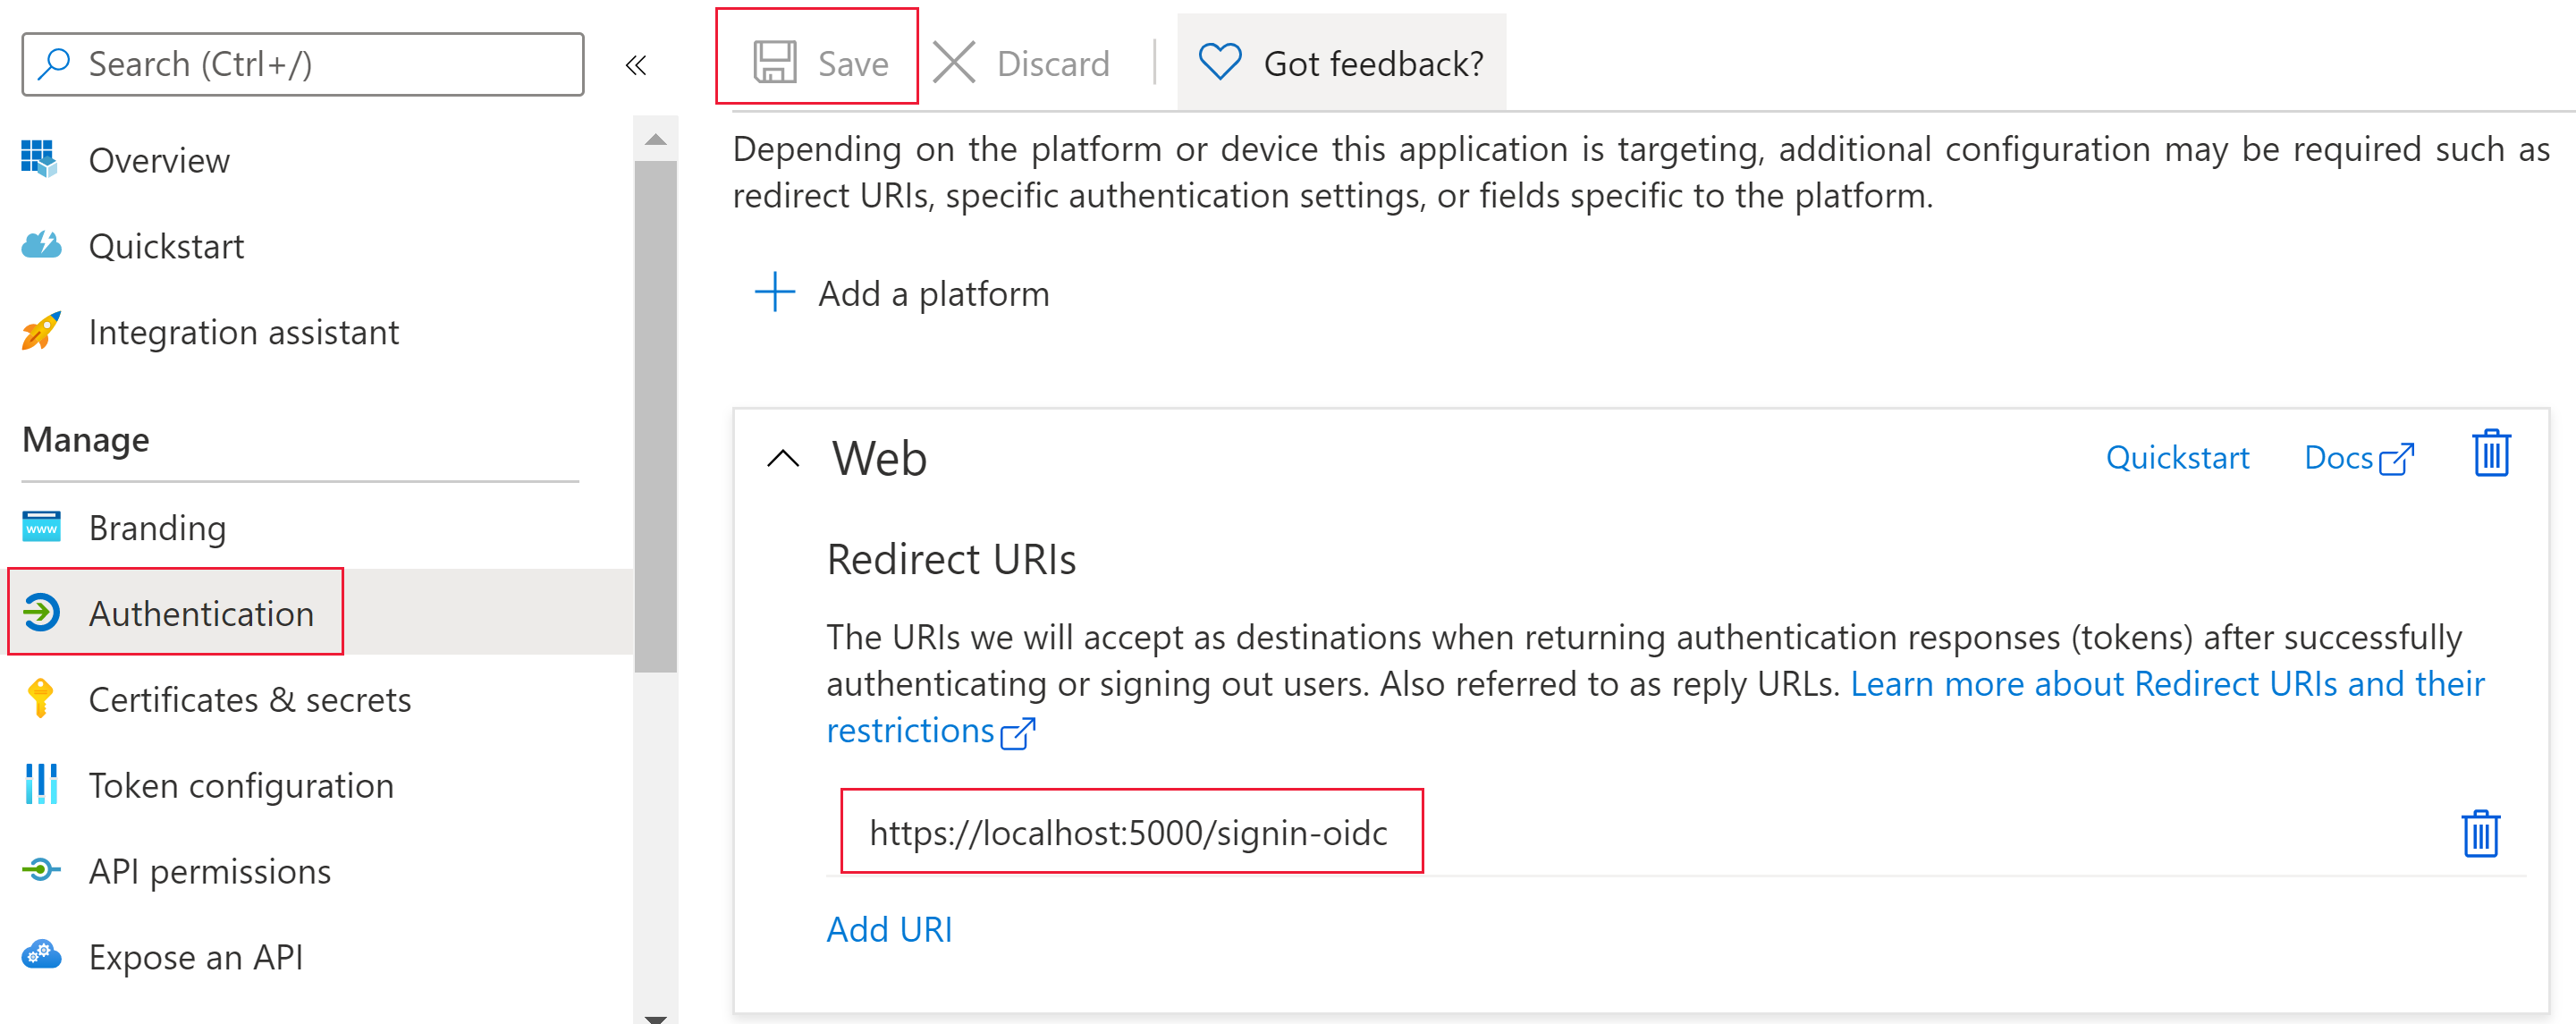 Search (Ctrl+/)
Overview
Quickstart
Integration assistant
Manage
www
Branding
Authentication
Certificates & secrets
Token configuration
API permissions
Expose an API
Save
Discard
Got feedback?
Depending on the platform or device this application is targeting, additional configuration may be required such as
redirect URIs, specific authentication settings, or fields specific to the platform.
Add a platform
Web
Quickstart
Docs
Redirect URIs
The URIs we will accept as destinations when returning authentication responses (tokens) after successfully
authenticating or signing out users. Also referred to as reply URLs. Learn more about Redirect URIs and their
restrictions
https://localhost:5000/signin-oidc
Add URI